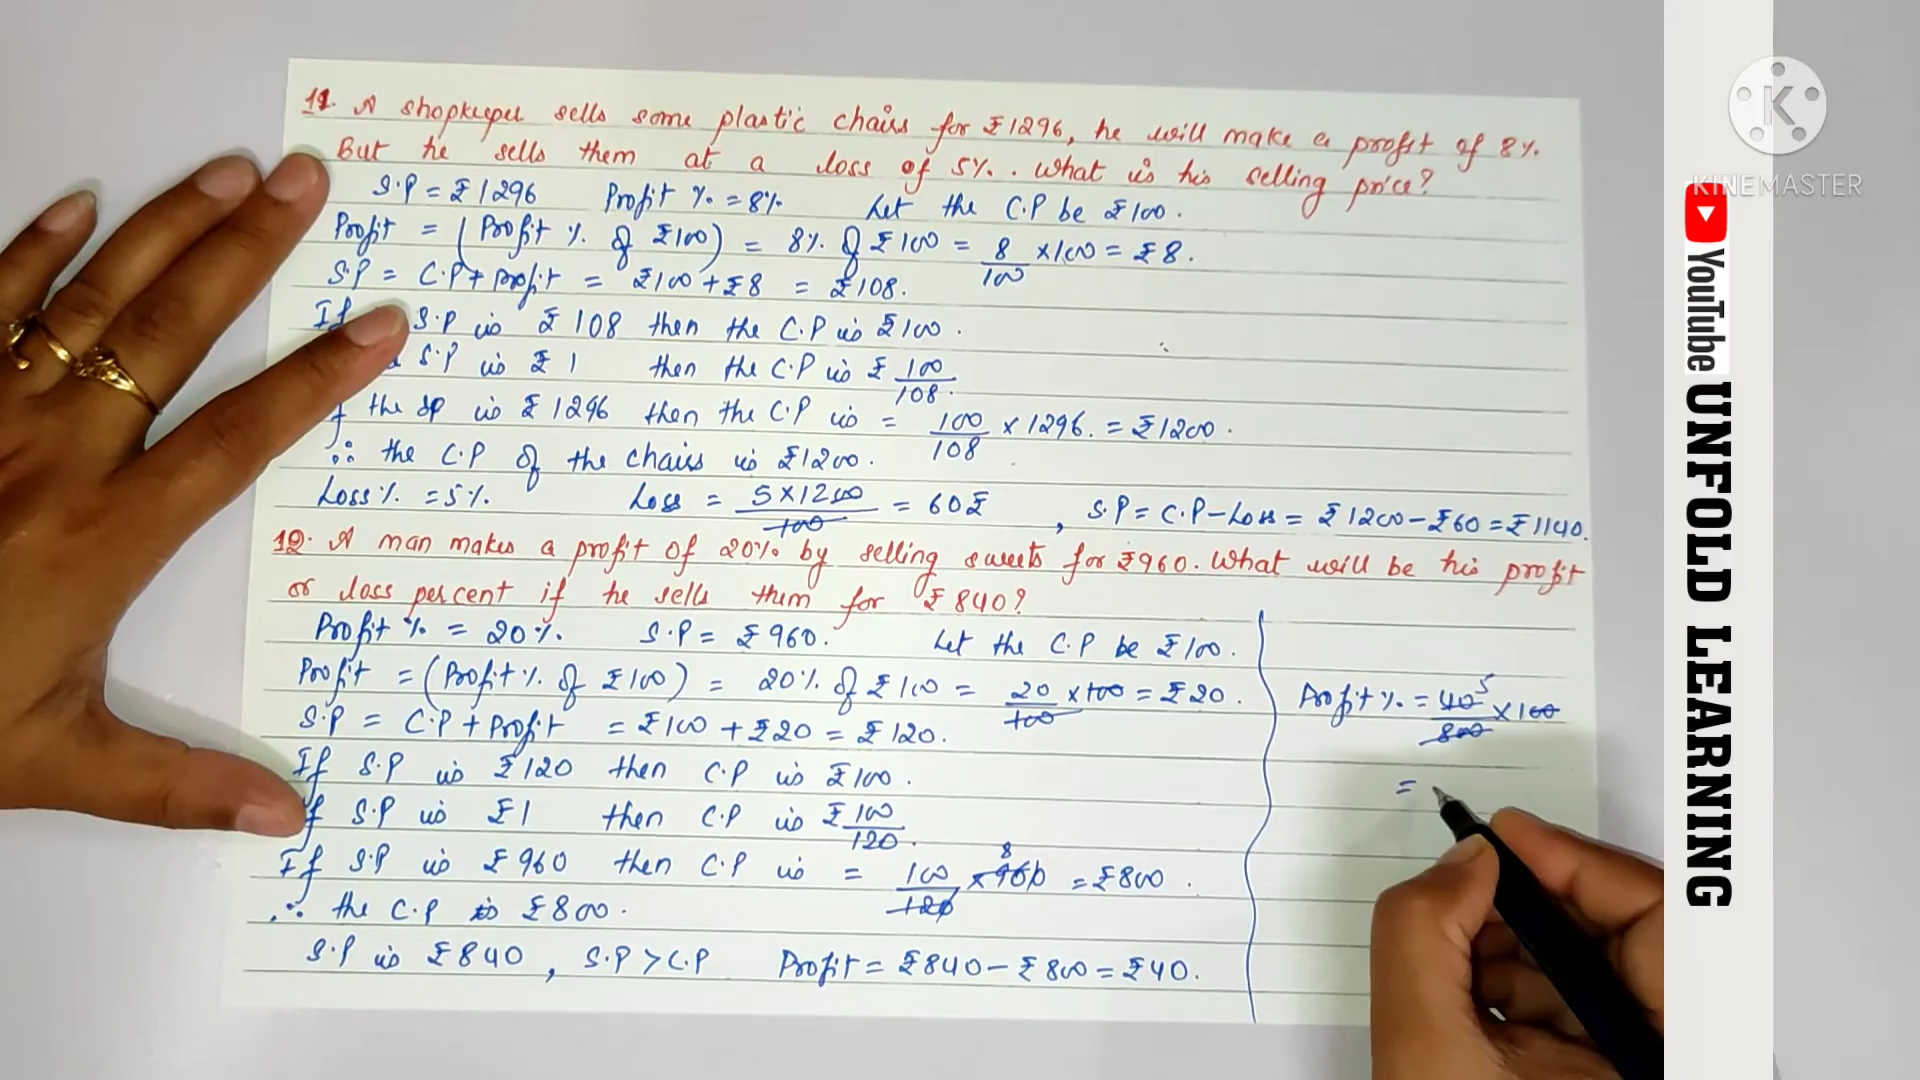 11. A shopkeeper sells some plastic chairs for ₹1296, he will make a profit of 8%.
But he sells them at a loss of 5%. What is his selling price?
S.P = ₹1296 Profit % = 8% Let the C.P be ₹100.
Profit = (Profit % of ₹100) = 8% of ₹100 = 8/100 × 100 = ₹8.
S.P = C.P + Profit = ₹100 + ₹8 = ₹108.
If S.P is ₹108 then the C.P is ₹100.
S.P is ₹1 then the C.P is ₹ 100/108.
the SP is ₹1296 then the C.P is = 100/108 × 1296. = ₹1200.
∴ the C.P of the chairs is ₹1200.
Loss % = 5% Loss = 5×1200/100 = 60₹ , S.P = C.P - Loss = ₹1200 - ₹60 = ₹1140.
12. A man makes a profit of 20% by selling sweets for ₹960. What will be his profit
or loss percent if he sells them for ₹840?
Profit % = 20%. S.P = ₹960. Let the C.P be ₹100.
Profit = (Profit % of ₹100) = 20% of ₹100 = 20/100 × 100 = ₹20.
S.P = C.P + Profit = ₹100 + ₹20 = ₹120.
If S.P is ₹120 then C.P is ₹100.
If S.P is ₹1 then C.P is ₹ 100/120.
If S.P is ₹960 then C.P is = 100/120 × 960 8 = ₹800.
∴ the C.P is ₹800.
S.P is ₹840 , S.P > C.P Profit = ₹840 - ₹800 = ₹40.
Profit % = 40/800 5 × 100
=
KINEMASTER
YouTube UNFOLD LEARNING